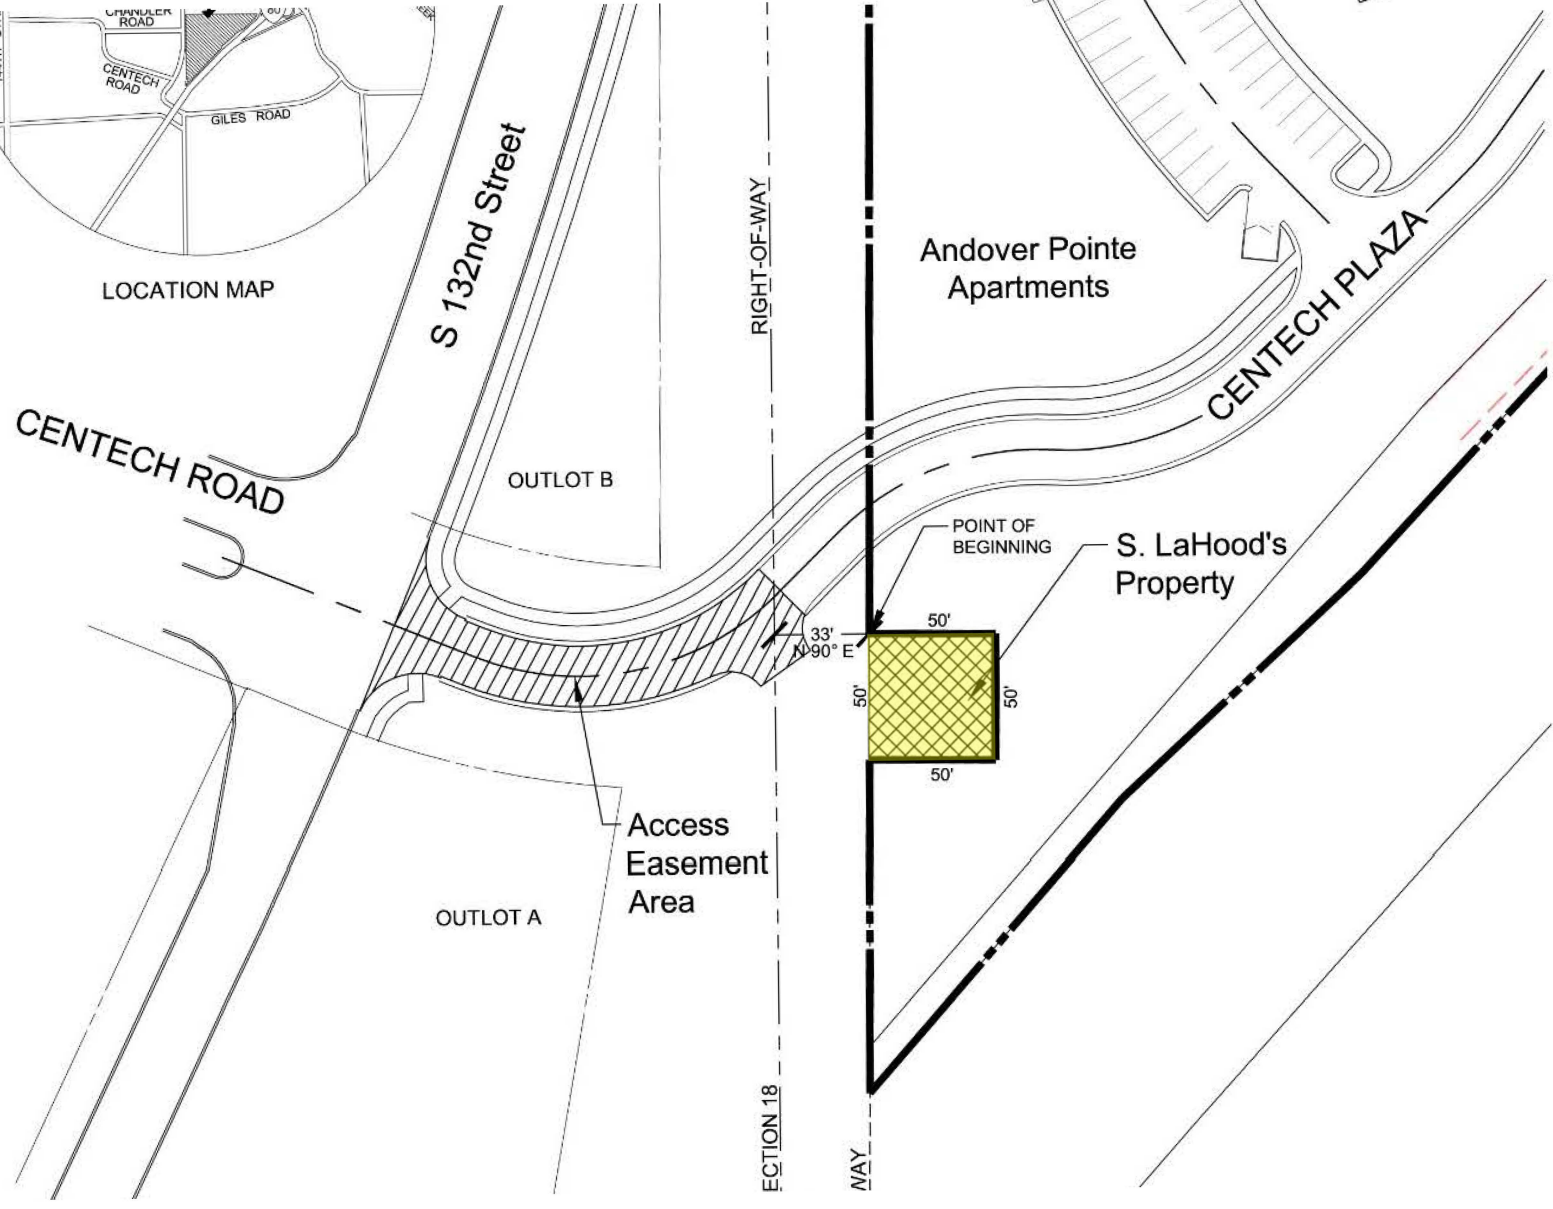 CHANDLER
ROAD
80
CENTECH
ROAD
GILES ROAD
LOCATION MAP
S 132nd Street
RIGHT-OF-WAY
Andover Pointe
Apartments
CENTECH PLAZA
CENTECH ROAD
OUTLOT B
POINT OF
BEGINNING
S. LaHood's
Property
50'
33'
N 90° E
50'
50'
50'
Access
Easement
Area
OUTLOT A
ECTION 18
WAY